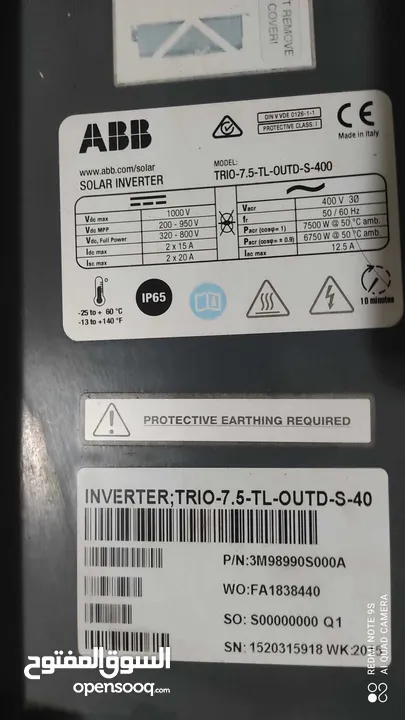 NOT REMOVE
COVER!
ABB
www.abb.com/solar
SOLAR INVERTER
MODEL:
TRIO-7.5-TL-OUTD-S-400
DIN V VDE 0126-1-1
PROTECTIVE CLASS: I
CE
Made in Italy
Vdc max 1000 V
Vdc MPP 200 - 950 V
Vdc, Full Power 320 - 800 V
Idc max 2 x 15 A
Isc max 2 x 20 A
Vacr 400 V 3Ø
fr 50 / 60 Hz
Pacr (cosφ= 1) 7500 W @ 50 °C amb.
Pacr (cosφ= ± 0.9) 6750 W @ 50 °C amb.
Iac max 12.5 A
-25 to + 60 °C
-13 to +140 °F
IP65
10 minutes
PROTECTIVE EARTHING REQUIRED
INVERTER;TRIO-7.5-TL-OUTD-S-40
P/N:3M98990S000A
WO:FA1838440
SO: S00000000 Q1
SN: 1520315918 WK:20
السوق المفتوح
opensooq.com
REDMI NOTE 9S
AI QUAD CAMERA